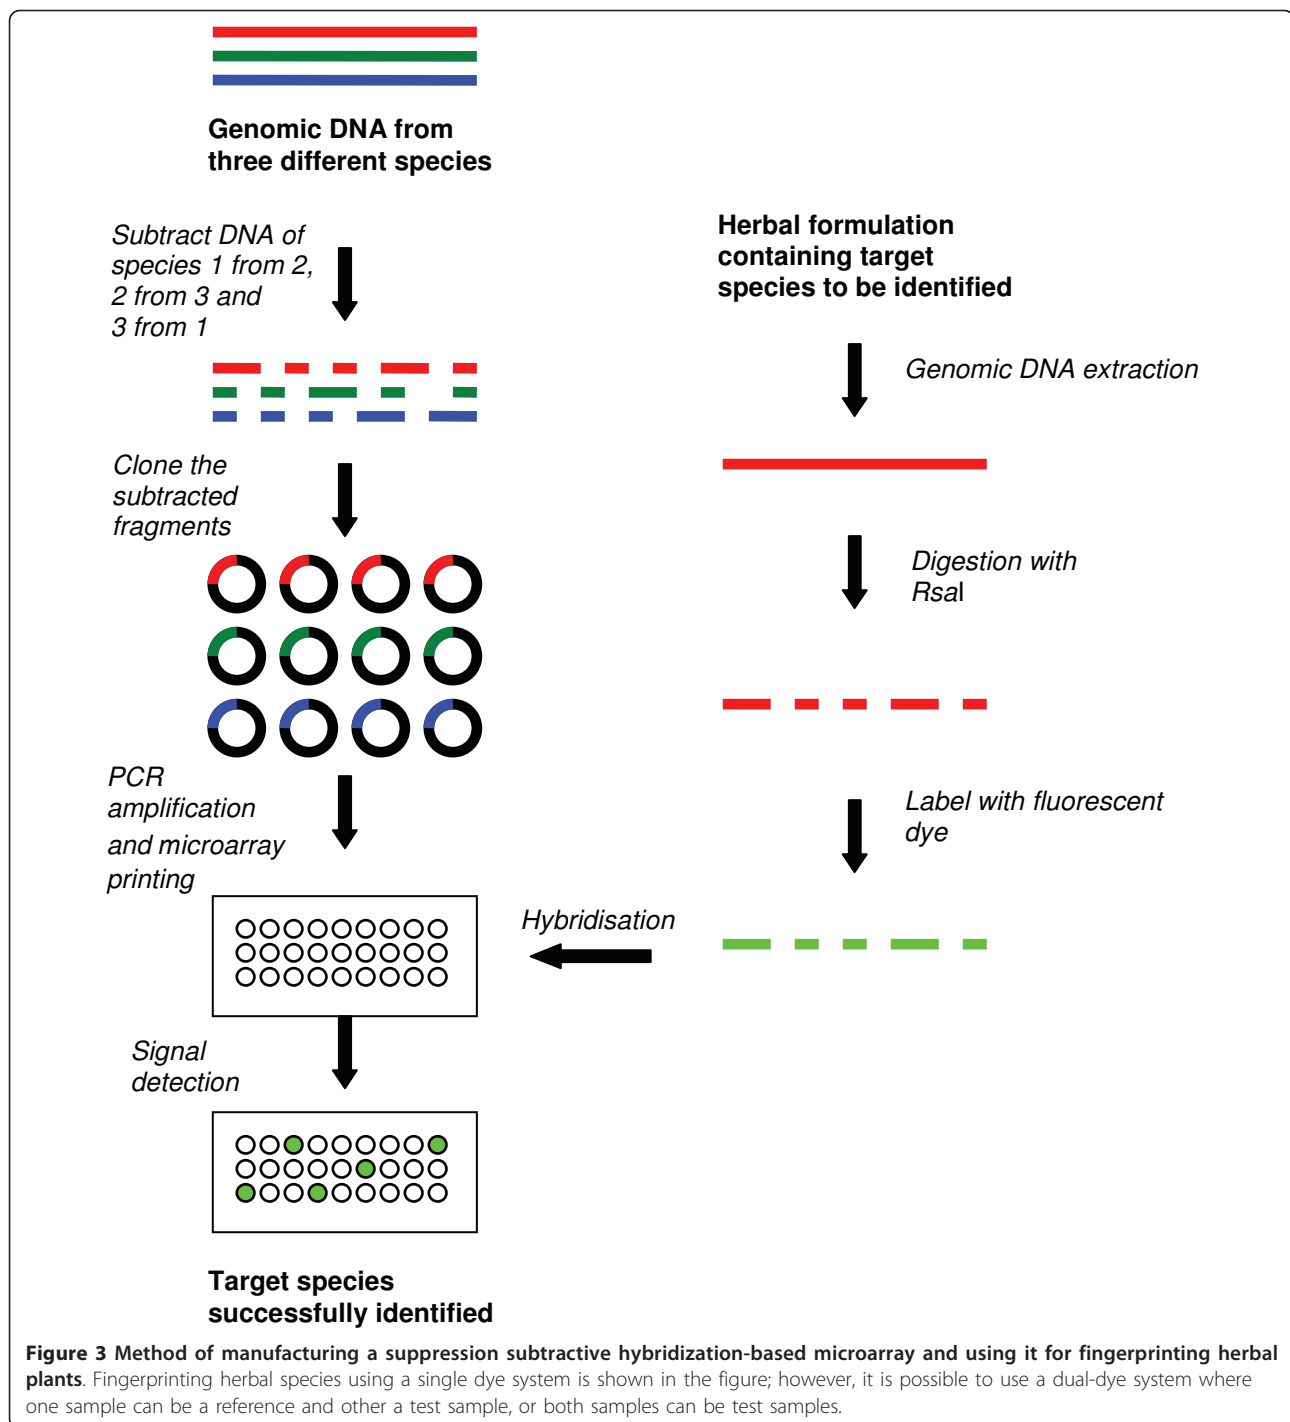 Genomic DNA from
three different species
Subtract DNA of
species 1 from 2,
2 from 3 and
3 from 1
Clone the
subtracted
fragments
PCR
amplification
and microarray
printing
Herbal formulation
containing target
species to be identified
Genomic DNA extraction
Digestion with
RsaI
Label with fluorescent
dye
Hybridisation
Signal
detection
Target species
successfully identified
Figure 3 Method of manufacturing a suppression subtractive hybridization-based microarray and using it for fingerprinting herbal
plants. Fingerprinting herbal species using a single dye system is shown in the figure; however, it is possible to use a dual-dye system where
one sample can be a reference and other a test sample, or both samples can be test samples.